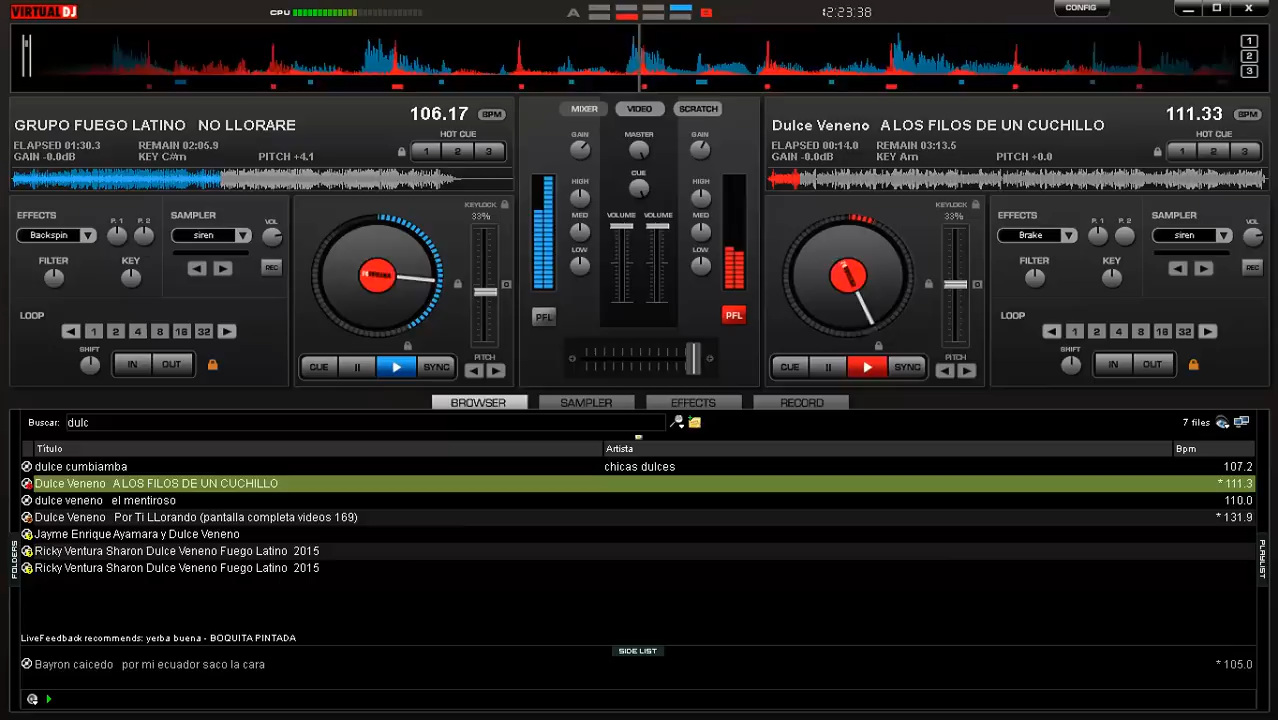 VIRTUAL DJ
CPU
A
B
12:23:38
CONFIG
1
2
3
106.17 BPM
GRUPO FUEGO LATINO NO LLORARE
HOT CUE
ELAPSED 01:30.3 REMAIN 02:05.9
GAIN -0.0dB KEY C#m PITCH +4.1
1 2 3
MIXER VIDEO SCRATCH
GAIN MASTER GAIN
CUE
HIGH HIGH
MED VOLUME VOLUME MED
LOW LOW
PFL PFL
111.33 BPM
Dulce Veneno A LOS FILOS DE UN CUCHILLO
HOT CUE
ELAPSED 00:14.0 REMAIN 03:13.5
GAIN -0.0dB KEY Am PITCH +0.0
1 2 3
EFFECTS P. 1 P. 2 SAMPLER VOL
Backspin siren
FILTER KEY REC
LOOP
1 2 4 8 16 32
SHIFT
IN OUT
KEYLOCK
33%
CUE SYNC
PITCH
KEYLOCK
33%
CUE SYNC
PITCH
EFFECTS P. 1 P. 2 SAMPLER VOL
Brake siren
FILTER KEY REC
LOOP
1 2 4 8 16 32
SHIFT
IN OUT
BROWSER SAMPLER EFFECTS RECORD
Buscar: dulc 7 files
Título Artista Bpm
dulce cumbiamba chicas dulces 107.2
Dulce Veneno A LOS FILOS DE UN CUCHILLO * 111.3
dulce veneno el mentiroso 110.0
Dulce Veneno Por Ti LLorando (pantalla completa videos 169) * 131.9
Jayme Enrique Ayamara y Dulce Veneno
Ricky Ventura Sharon Dulce Veneno Fuego Latino 2015
Ricky Ventura Sharon Dulce Veneno Fuego Latino 2015
FOLDERS
PLAYLIST
LiveFeedback recommends: yerba buena - BOQUITA PINTADA
SIDE LIST
Bayron caicedo por mi ecuador saco la cara * 105.0